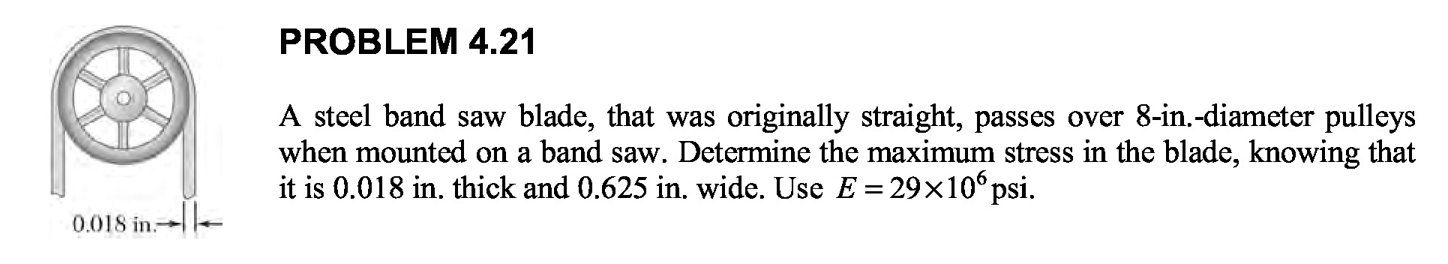 PROBLEM 4.21
A steel band saw blade, that was originally straight, passes over 8-in.-diameter pulleys
when mounted on a band saw. Determine the maximum stress in the blade, knowing that
it is 0.018 in. thick and 0.625 in. wide. Use E = 29×10⁶ psi.
0.018 in.